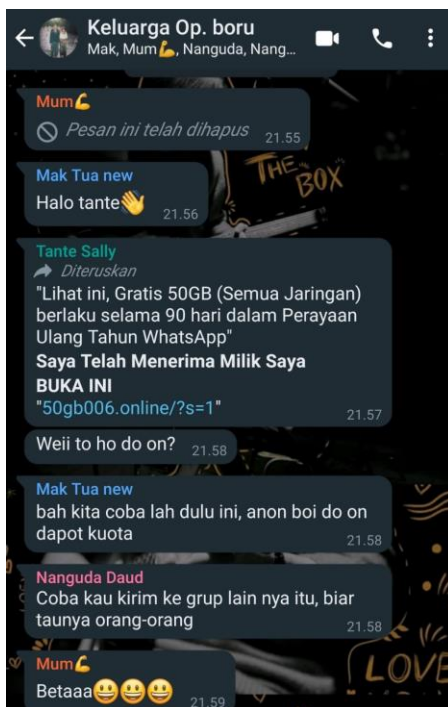 Keluarga Op. boru
Mak, Mum💪, Nanguda, Nang...
Mum💪
Pesan ini telah dihapus 21.55
THE
BOX
Mak Tua new
Halo tante👋 21.56
Tante Sally
Diteruskan
"Lihat ini, Gratis 50GB (Semua Jaringan)
berlaku selama 90 hari dalam Perayaan
Ulang Tahun WhatsApp"
Saya Telah Menerima Milik Saya
BUKA INI
"50gb006.online/?s=1" 21.57
Weii to ho do on? 21.58
Mak Tua new
bah kita coba lah dulu ini, anon boi do on
dapot kuota 21.58
Nanguda Daud
Coba kau kirim ke grup lain nya itu, biar
taunya orang-orang 21.58
Mum💪
LOVE
Betaaa😃😃😃 21.59